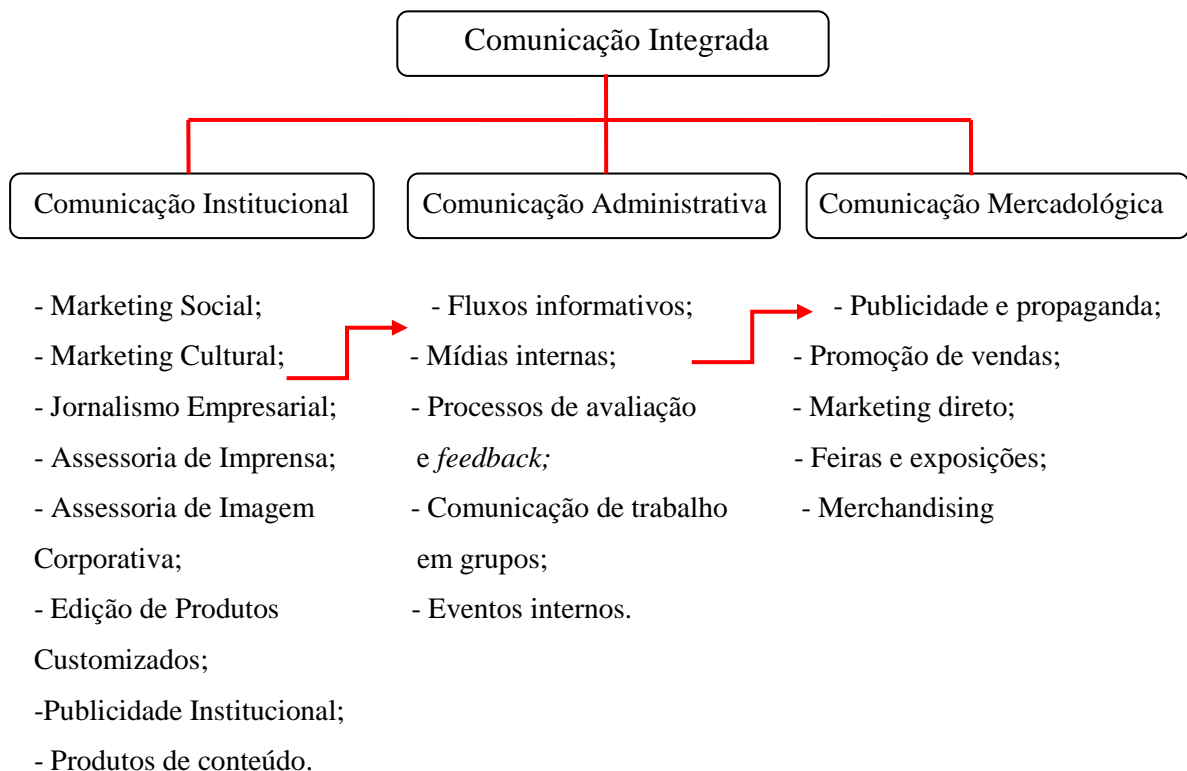 Comunicação Integrada
Comunicação Institucional
Comunicação Administrativa
Comunicação Mercadológica
- Marketing Social;
- Marketing Cultural;
- Jornalismo Empresarial;
- Assessoria de Imprensa;
- Assessoria de Imagem
Corporativa;
- Edição de Produtos
Customizados;
-Publicidade Institucional;
- Produtos de conteúdo.
- Fluxos informativos;
- Mídias internas;
- Processos de avaliação
e feedback;
- Comunicação de trabalho
em grupos;
- Eventos internos.
- Publicidade e propaganda;
- Promoção de vendas;
- Marketing direto;
- Feiras e exposições;
- Merchandising